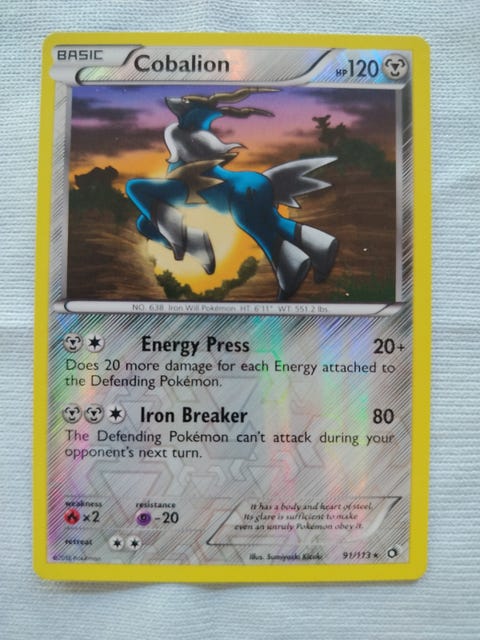 BASIC
Cobalion
HP120
NO. 638 Iron Will Pokémon HT: 6'11" WT: 551.2 lbs.
Energy Press 20+
Does 20 more damage for each Energy attached to
the Defending Pokémon.
Iron Breaker 80
The Defending Pokémon can't attack during your
opponent's next turn.
weakness
×2
resistance
-20
retreat
It has a body and heart of steel.
Its glare is sufficient to make
even an unruly Pokémon obey it.
Illus. Sumiyoshi Kizuki
91/113 ★